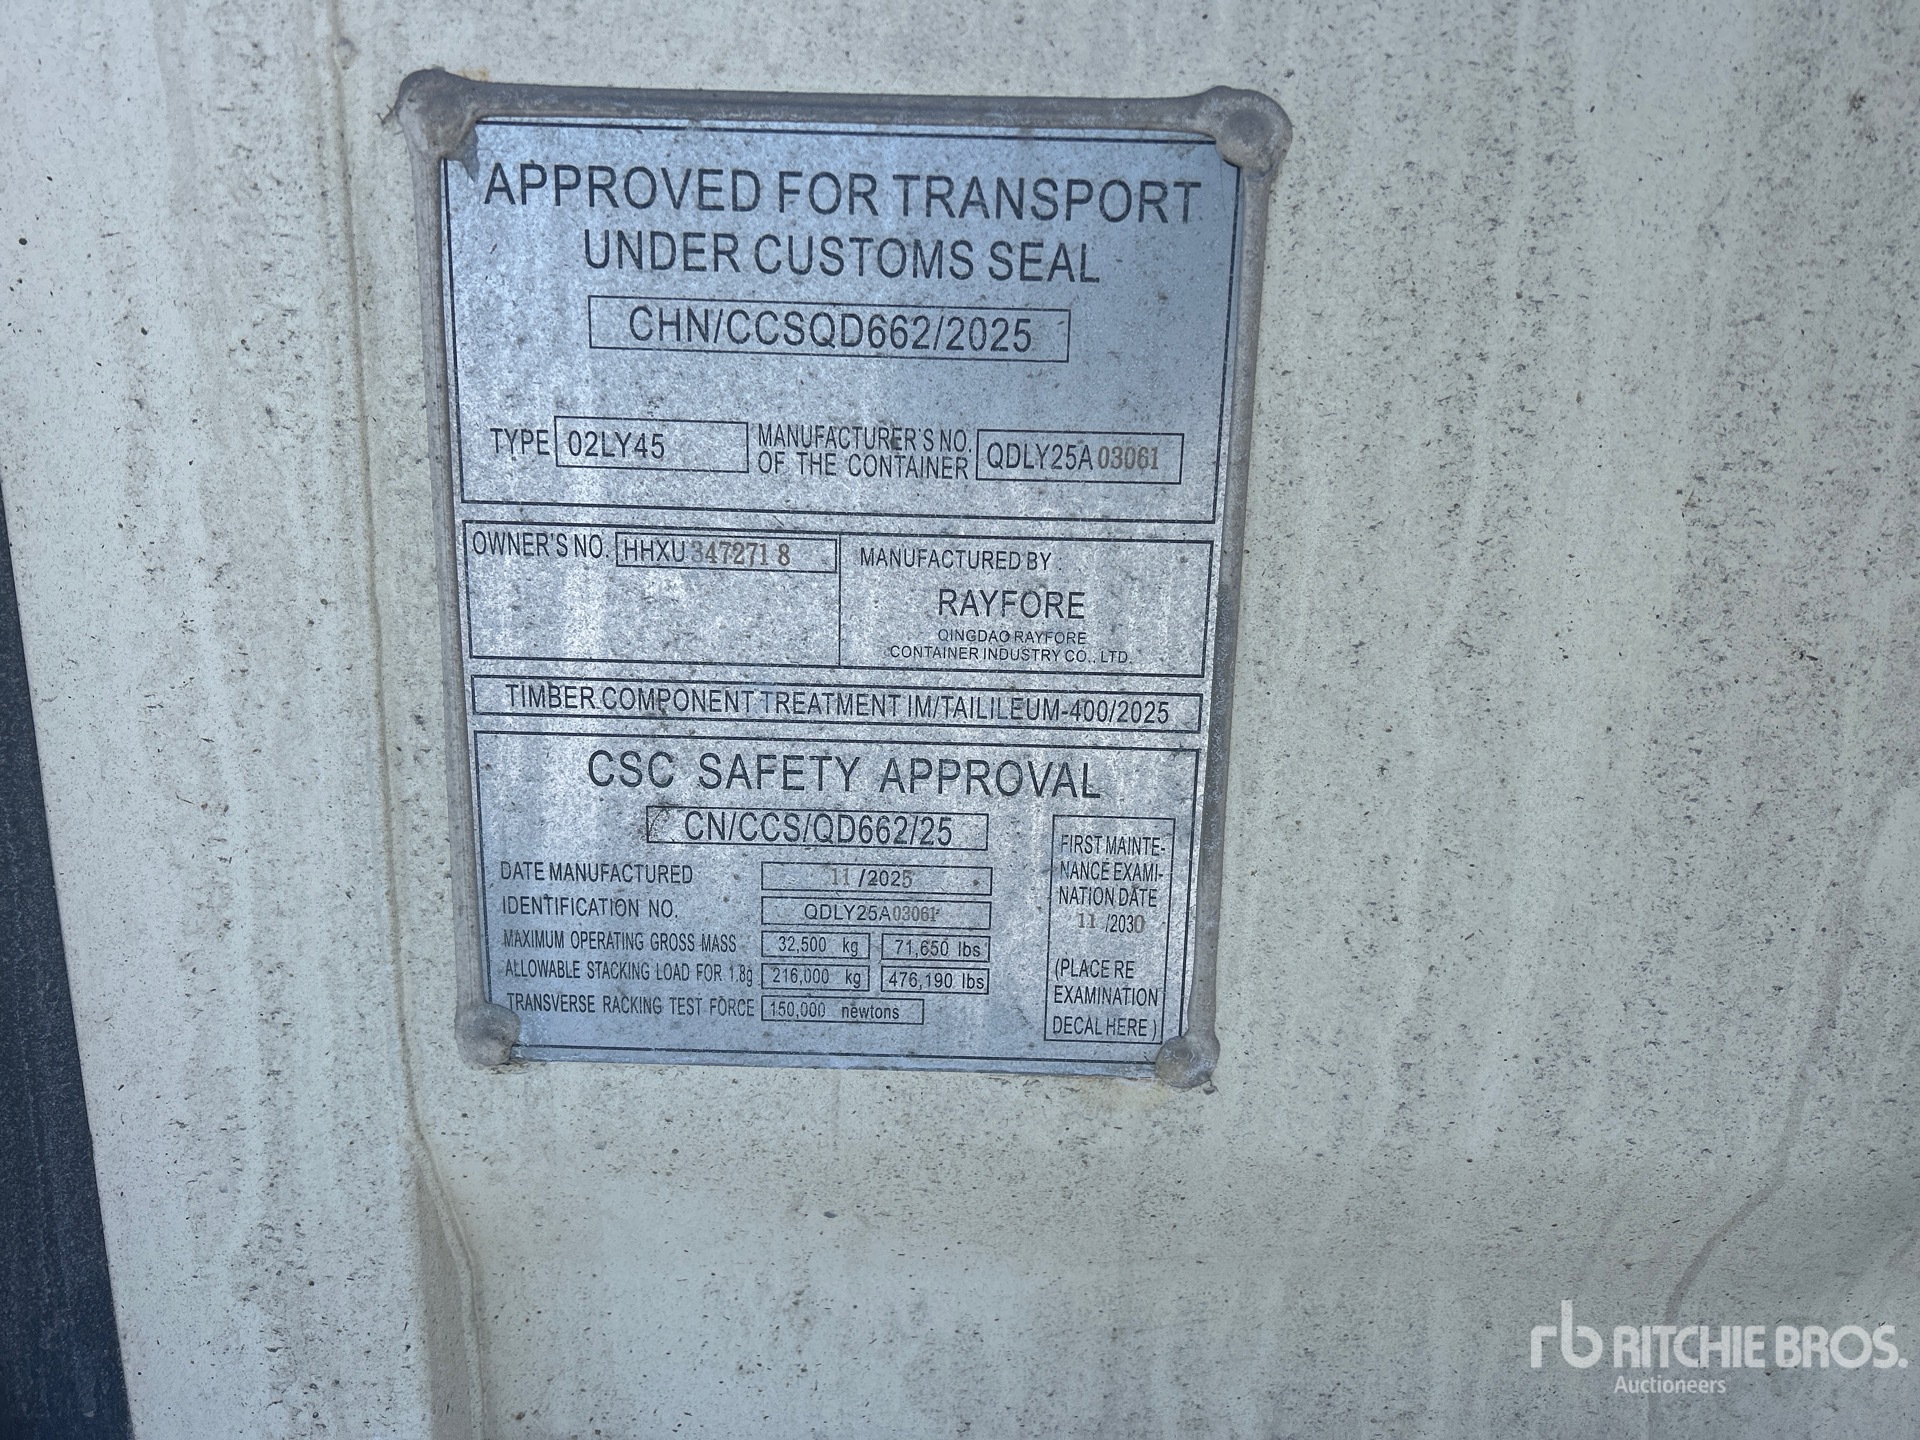 APPROVED FOR TRANSPORT
UNDER CUSTOMS SEAL
CHN/CCSQD662/2025
TYPE 02LY45 MANUFACTURER'S NO. OF THE CONTAINER QDLY25A 03061
OWNER'S NO. HHXU 347271 8
MANUFACTURED BY :
RAYFORE
QINGDAO RAYFORE
CONTAINER INDUSTRY CO., LTD.
TIMBER COMPONENT TREATMENT IM/TAILILEUM-400/2025
CSC SAFETY APPROVAL
CN/CCS/QD662/25
DATE MANUFACTURED 11 /2025
IDENTIFICATION NO. QDLY25A03061
MAXIMUM OPERATING GROSS MASS 32,500 kg 71,650 lbs
ALLOWABLE STACKING LOAD FOR 1.8g 216,000 kg 476,190 lbs
TRANSVERSE RACKING TEST FORCE 150,000 newtons
FIRST MAINTE-
NANCE EXAMI-
NATION DATE
11 /2030
(PLACE RE
EXAMINATION
DECAL HERE )
rb RITCHIE BROS.
Auctioneers